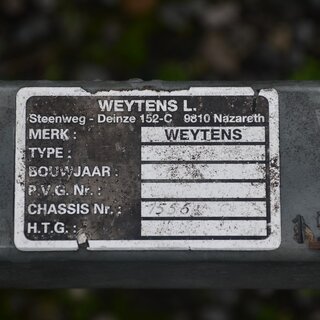 WEYTENS L.
Steenweg - Deinze 152-C 9810 Nazareth
MERK : WEYTENS
TYPE :
BOUWJAAR :
P.V.G. Nr. :
CHASSIS Nr. :
H.T.G. :